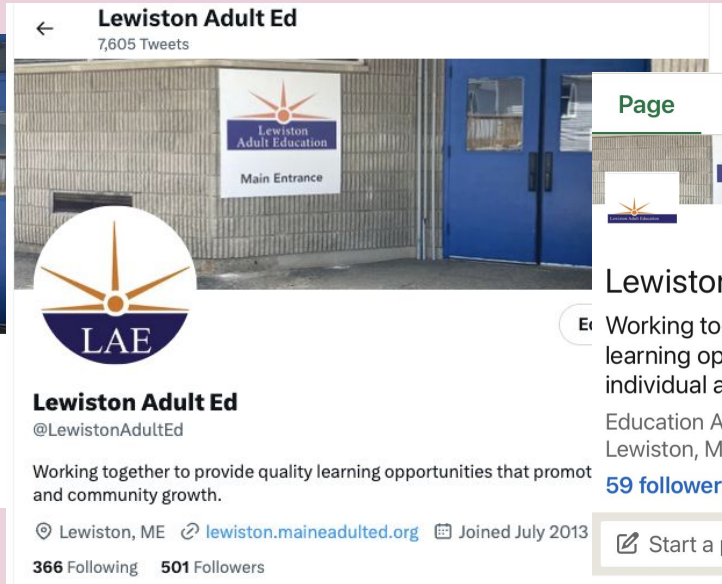 Lewiston Adult Ed
7,605 Tweets
Lewiston
Adult Education
Main Entrance
LAE
Lewiston Adult Ed
@LewistonAdultEd
Working together to provide quality learning opportunities that promot
and community growth.
Lewiston, ME lewiston.maineadulted.org Joined July 2013
366 Following 501 Followers
Page
Lewiston Adult Education
Lewiston
Working to
learning op
individual a
Education A
Lewiston, M
59 follower
Start a p